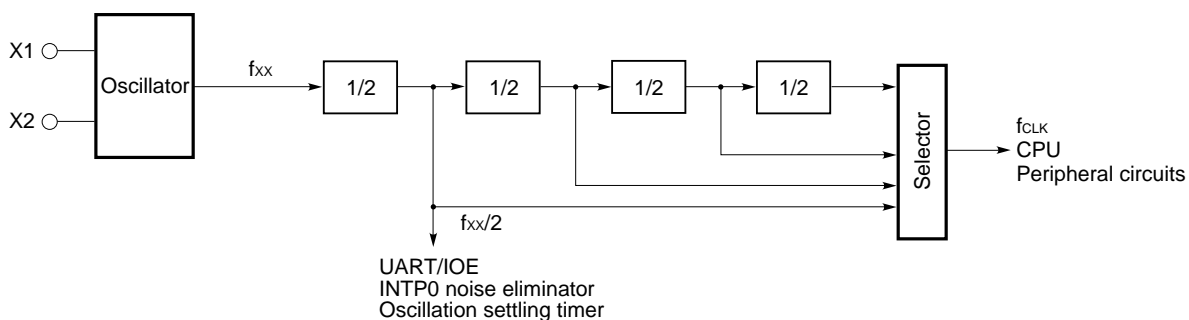 X1
X2
Oscillator
fXX
1/2
1/2
1/2
1/2
Selector
fCLK
CPU
Peripheral circuits
fXX/2
UART/IOE
INTP0 noise eliminator
Oscillation settling timer